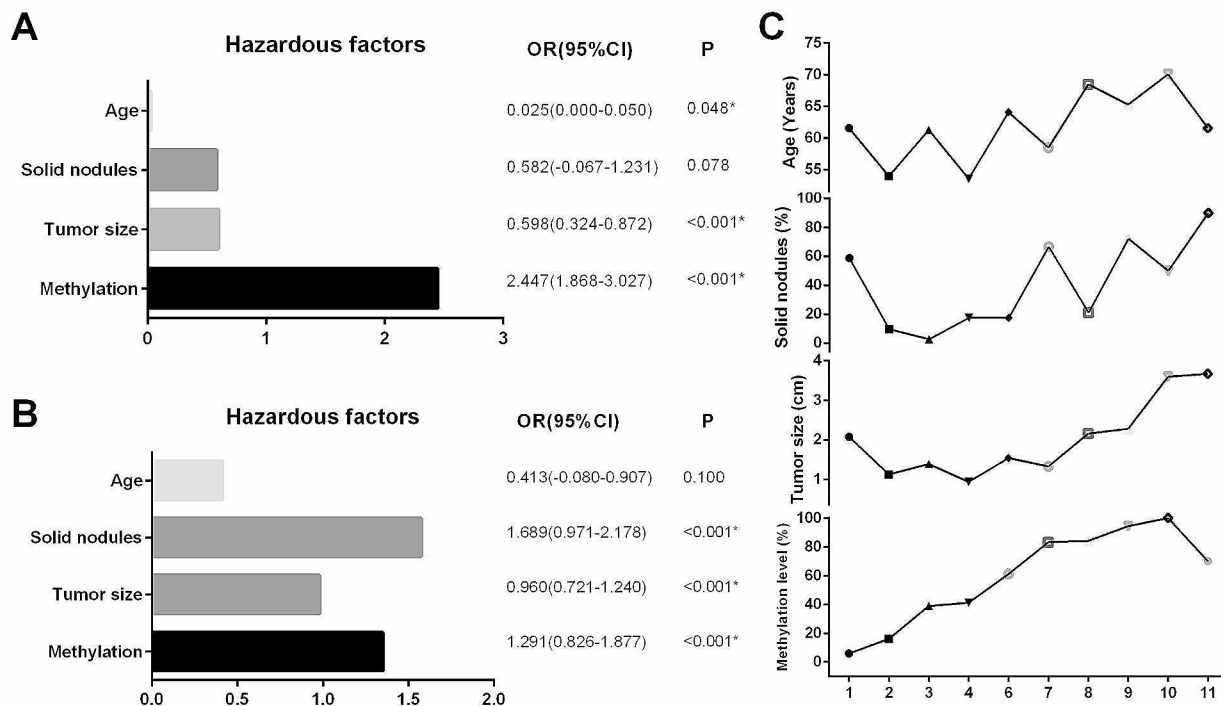 A
Hazardous factors OR(95%CI) P
Age 0.025(0.000-0.050) 0.048*
Solid nodules 0.582(-0.067-1.231) 0.078
Tumor size 0.598(0.324-0.872) <0.001*
Methylation 2.447(1.868-3.027) <0.001*
0 1 2 3
B
Hazardous factors OR(95%CI) P
Age 0.413(-0.080-0.907) 0.100
Solid nodules 1.689(0.971-2.178) <0.001*
Tumor size 0.960(0.721-1.240) <0.001*
Methylation 1.291(0.826-1.877) <0.001*
0.0 0.5 1.0 1.5 2.0
C
Age (Years)
75
70
65
60
55
Solid nodules (%)
100
80
60
40
20
0
Tumor size (cm)
4
3
2
1
Methylation level (%)
100
80
60
40
20
0
1 2 3 4 6 7 8 9 10 11